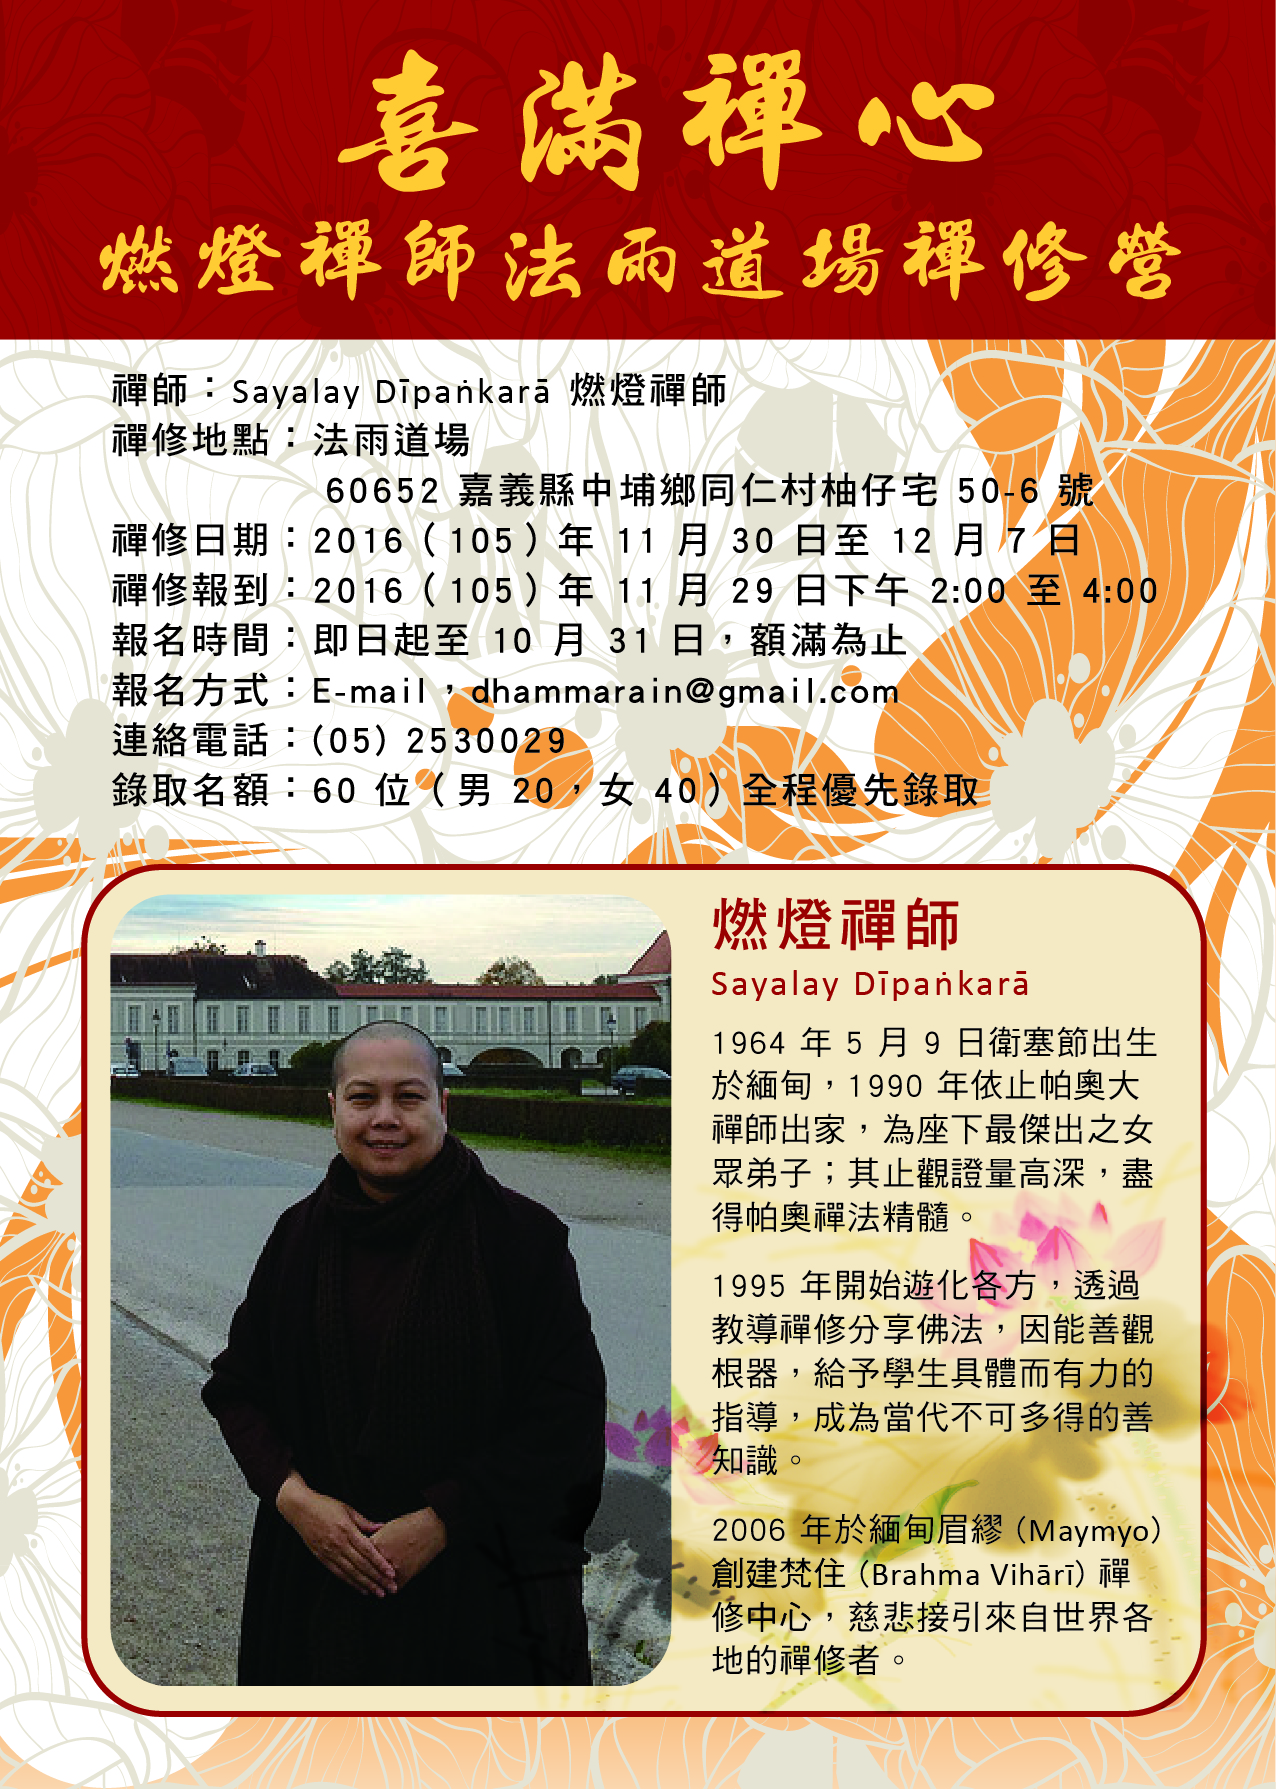 喜滿禪心
燃燈禪師法雨道場禪修營
禪師：Sayalay Dīpaṅkarā 燃燈禪師
禪修地點：法雨道場
60652 嘉義縣中埔鄉同仁村柚仔宅 50-6 號
禪修日期：2016（105）年 11 月 30 日至 12 月 7 日
禪修報到：2016（105）年 11 月 29 日下午 2:00 至 4:00
報名時間：即日起至 10 月 31 日，額滿為止
報名方式：E-mail，dhammarain@gmail.com
連絡電話：(05) 2530029
錄取名額：60 位（男 20，女 40）全程優先錄取
燃燈禪師
Sayalay Dīpaṅkarā
1964 年 5 月 9 日衛塞節出生
於緬甸，1990 年依止帕奧大
禪師出家，為座下最傑出之女
眾弟子；其止觀證量高深，盡
得帕奧禪法精髓。
1995 年開始遊化各方，透過
教導禪修分享佛法，因能善觀
根器，給予學生具體而有力的
指導，成為當代不可多得的善
知識。
2006 年於緬甸眉繆（Maymyo）
創建梵住（Brahma Vihārī）禪
修中心，慈悲接引來自世界各
地的禪修者。